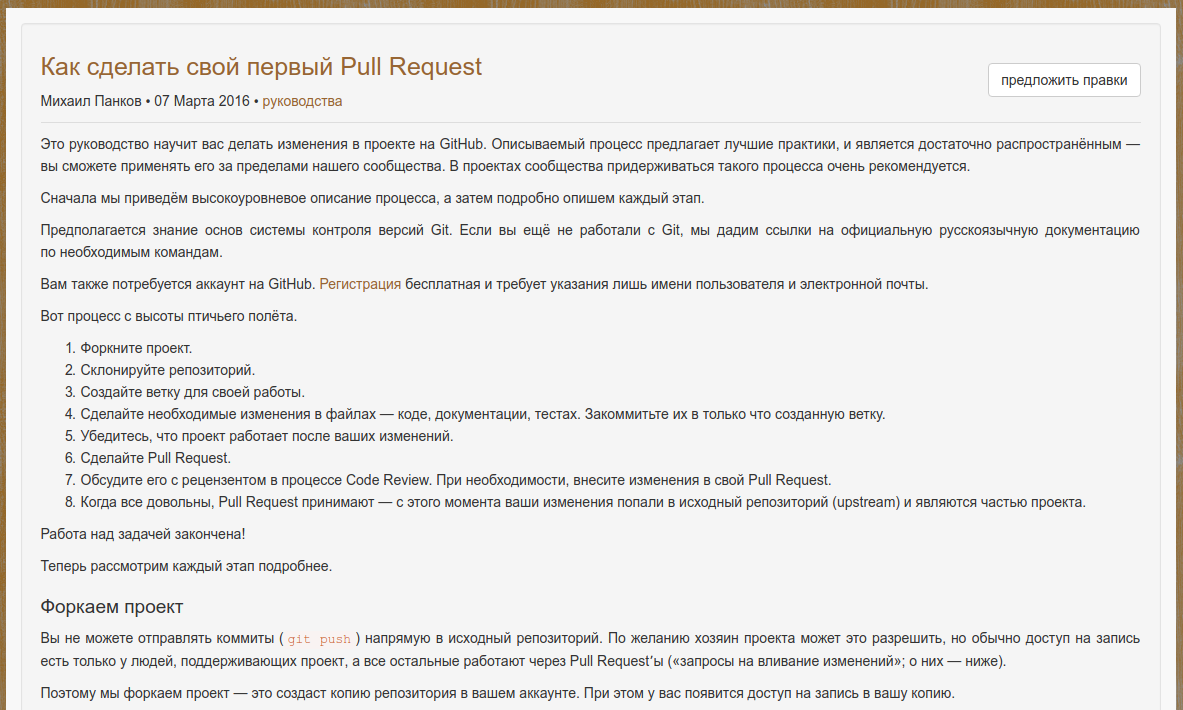 Как сделать свой первый Pull Request
предложить правки
Михаил Панков • 07 Марта 2016 • руководства
Это руководство научит вас делать изменения в проекте на GitHub. Описываемый процесс предлагает лучшие практики, и является достаточно распространённым —
вы сможете применять его за пределами нашего сообщества. В проектах сообщества придерживаться такого процесса очень рекомендуется.
Сначала мы приведём высокоуровневое описание процесса, а затем подробно опишем каждый этап.
Предполагается знание основ системы контроля версий Git. Если вы ещё не работали с Git, мы дадим ссылки на официальную русскоязычную документацию
по необходимым командам.
Вам также потребуется аккаунт на GitHub. Регистрация бесплатная и требует указания лишь имени пользователя и электронной почты.
Вот процесс с высоты птичьего полёта.
1. Форкните проект.
2. Склонируйте репозиторий.
3. Создайте ветку для своей работы.
4. Сделайте необходимые изменения в файлах — коде, документации, тестах. Закоммитьте их в только что созданную ветку.
5. Убедитесь, что проект работает после ваших изменений.
6. Сделайте Pull Request.
7. Обсудите его с рецензентом в процессе Code Review. При необходимости, внесите изменения в свой Pull Request.
8. Когда все довольны, Pull Request принимают — с этого момента ваши изменения попали в исходный репозиторий (upstream) и являются частью проекта.
Работа над задачей закончена!
Теперь рассмотрим каждый этап подробнее.
Форкаем проект
Вы не можете отправлять коммиты ( git push ) напрямую в исходный репозиторий. По желанию хозяин проекта может это разрешить, но обычно доступ на запись
есть только у людей, поддерживающих проект, а все остальные работают через Pull Request'ы («запросы на вливание изменений»; о них — ниже).
Поэтому мы форкаем проект — это создаст копию репозитория в вашем аккаунте. При этом у вас появится доступ на запись в вашу копию.